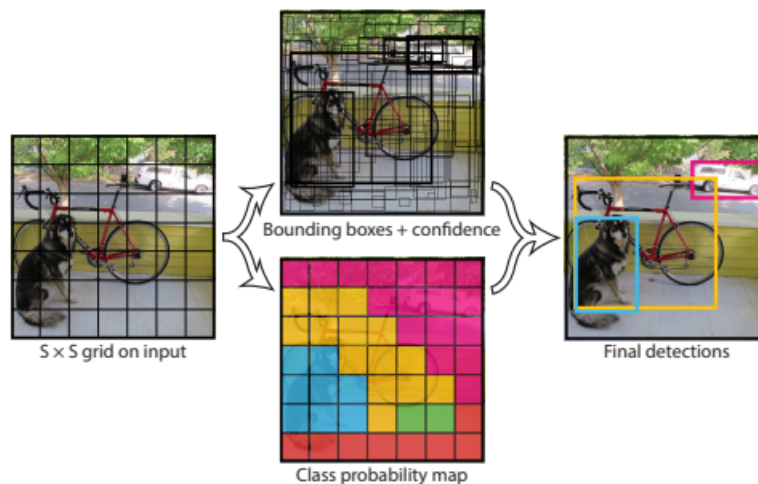 Bounding boxes + confidence
S × S grid on input
Final detections
Class probability map